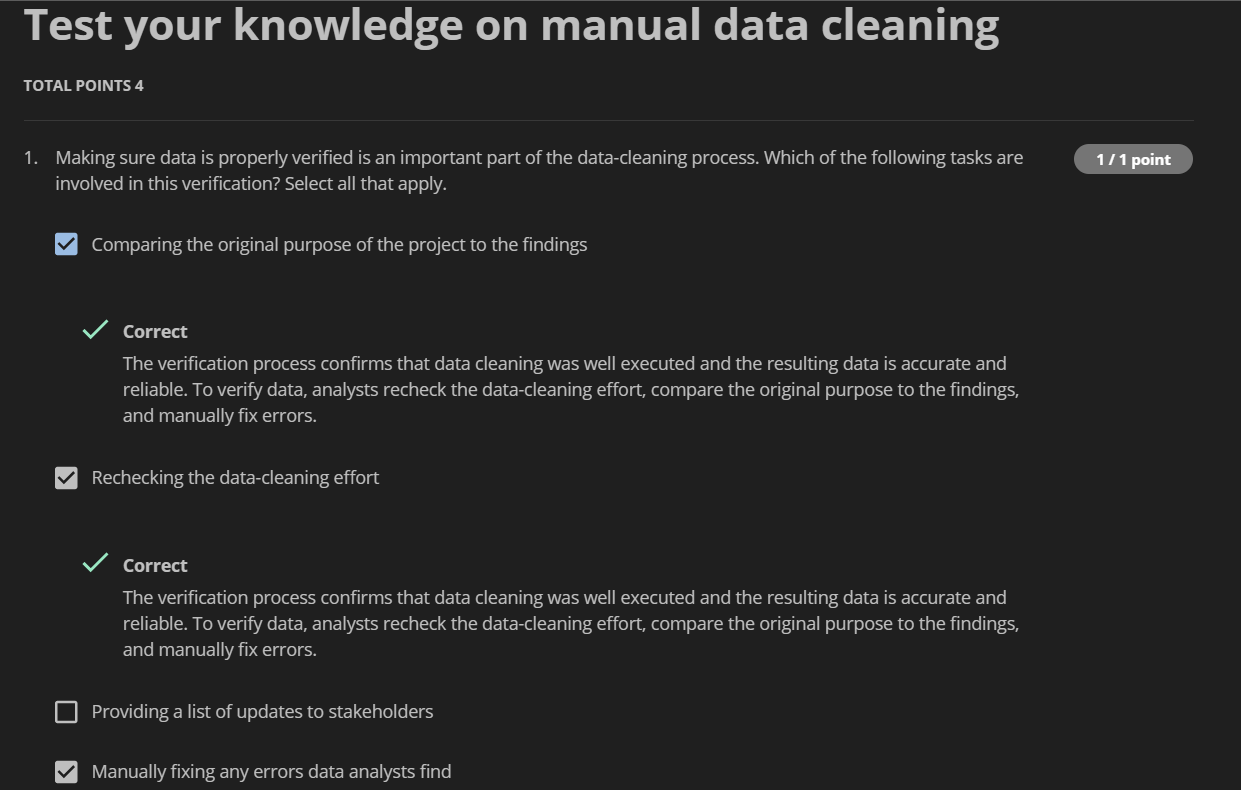 Test your knowledge on manual data cleaning
TOTAL POINTS 4
1. Making sure data is properly verified is an important part of the data-cleaning process. Which of the following tasks are
involved in this verification? Select all that apply.
1 / 1 point
Comparing the original purpose of the project to the findings
Correct
The verification process confirms that data cleaning was well executed and the resulting data is accurate and
reliable. To verify data, analysts recheck the data-cleaning effort, compare the original purpose to the findings,
and manually fix errors.
Rechecking the data-cleaning effort
Correct
The verification process confirms that data cleaning was well executed and the resulting data is accurate and
reliable. To verify data, analysts recheck the data-cleaning effort, compare the original purpose to the findings,
and manually fix errors.
Providing a list of updates to stakeholders
Manually fixing any errors data analysts find